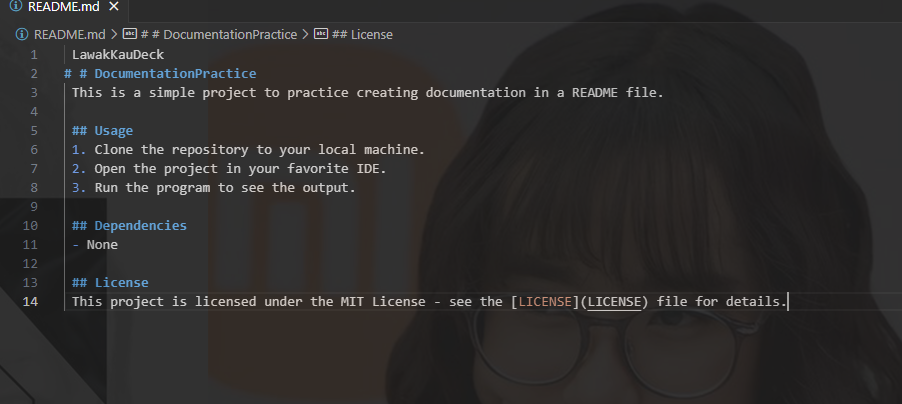 README.md
README.md > # # DocumentationPractice > ## License
1 LawakKauDeck
2 # # DocumentationPractice
3 This is a simple project to practice creating documentation in a README file.
4
5 ## Usage
6 1. Clone the repository to your local machine.
7 2. Open the project in your favorite IDE.
8 3. Run the program to see the output.
9
10 ## Dependencies
11 - None
12
13 ## License
14 This project is licensed under the MIT License - see the [LICENSE](LICENSE) file for details.